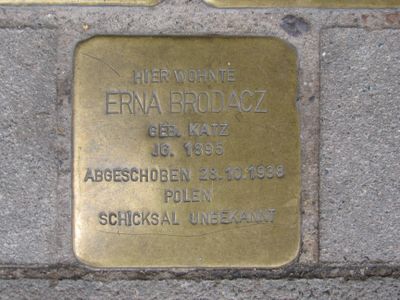 HIER WOHNTE
ERNA BRODACZ
GEB. KATZ
JG. 1895
ABGESCHOBEN 28.10.1938
POLEN
SCHICKSAL UNBEKANNT